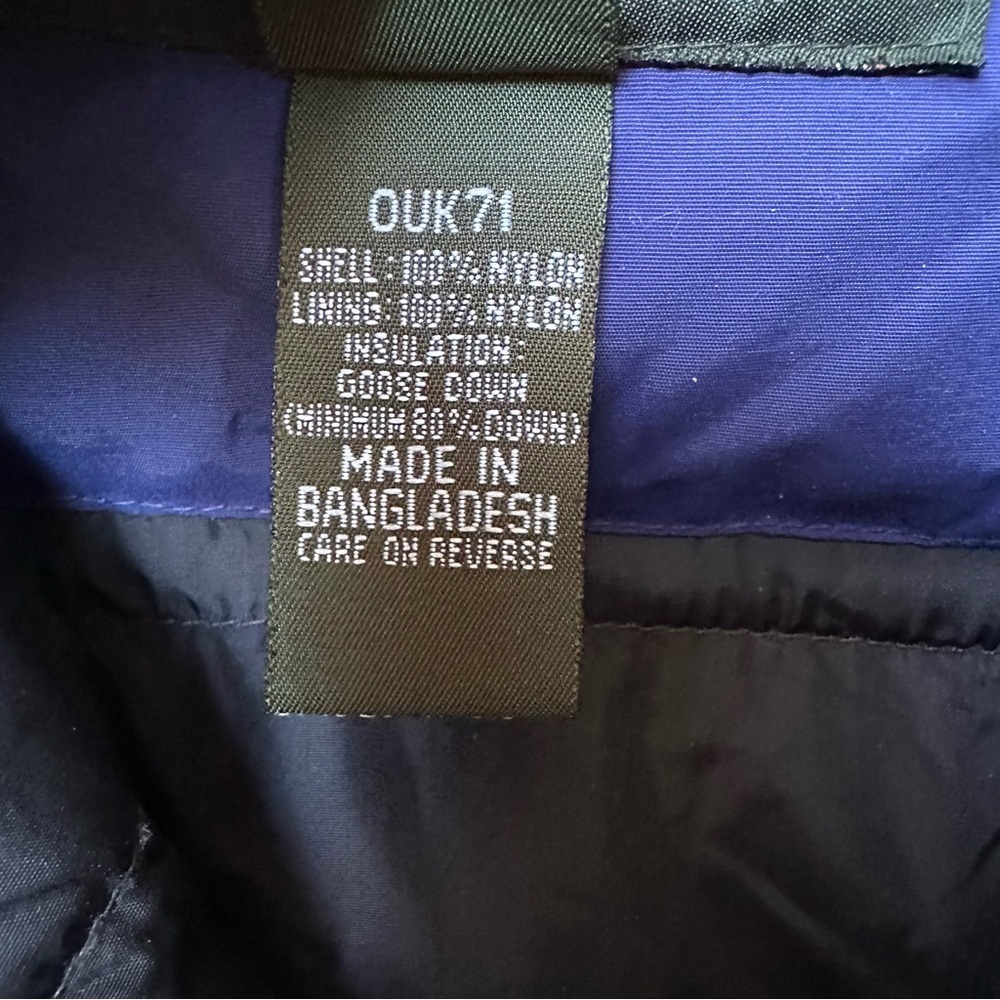 OUK71
SHELL: 100% NYLON
LINING: 100% NYLON
INSULATION:
GOOSE DOWN
(MINIMUM 80% DOWN)
MADE IN
BANGLADESH
CARE ON REVERSE